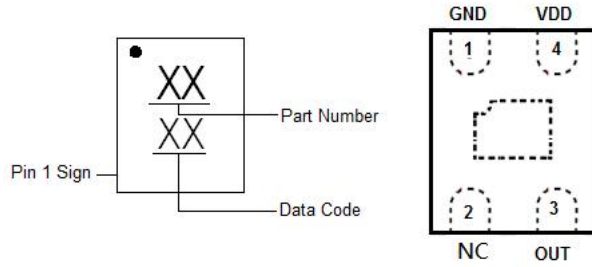 XX
XX
Part Number
Pin 1 Sign
Data Code
GND VDD
1 4
2 3
NC OUT